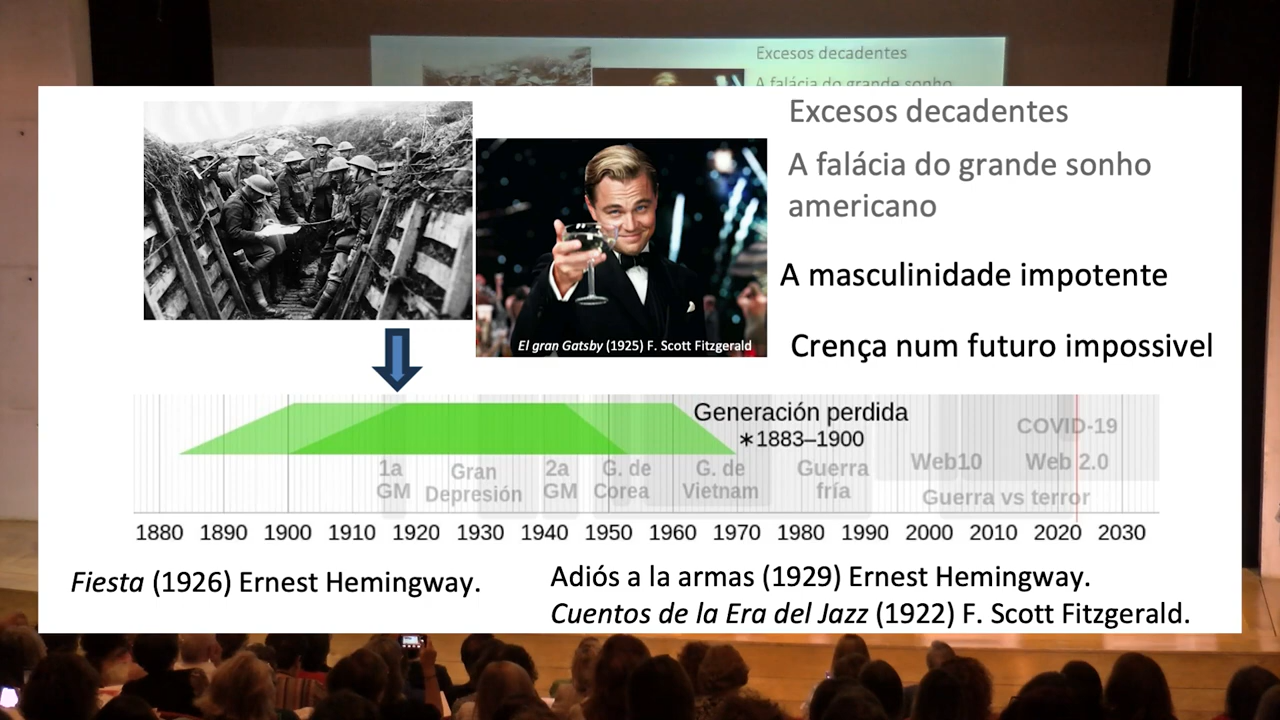 Excesos decadentes
A falácia do grande sonho
Excesos decadentes
A falácia do grande sonho
americano
A masculinidade impotente
Crença num futuro impossivel
El gran Gatsby (1925) F. Scott Fitzgerald
Generación perdida
∗1883–1900
COVID-19
1a
GM
Gran
Depresión
2a
GM
G. de
Corea
G. de
Vietnam
Guerra
fría
Web10
Web 2.0
Guerra vs terror
1880 1890 1900 1910 1920 1930 1940 1950 1960 1970 1980 1990 2000 2010 2020 2030
Fiesta (1926) Ernest Hemingway.
Adiós a la armas (1929) Ernest Hemingway.
Cuentos de la Era del Jazz (1922) F. Scott Fitzgerald.